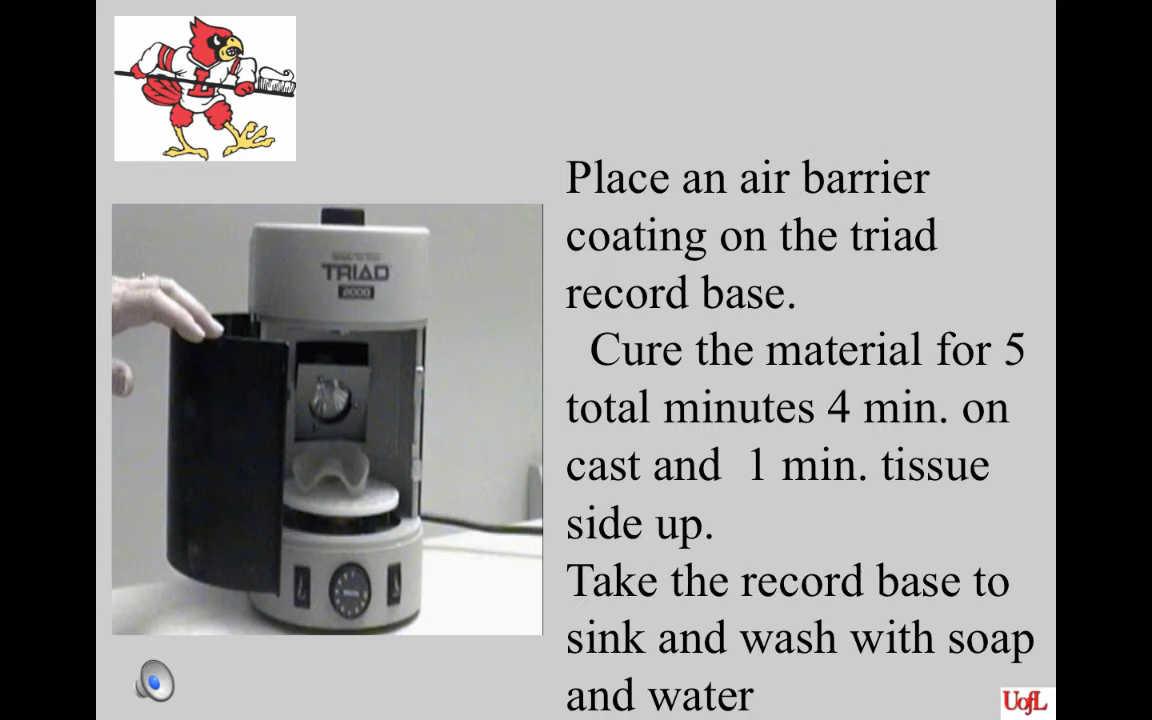 L
TRIAD
2000
Place an air barrier
coating on the triad
record base.
Cure the material for 5
total minutes 4 min. on
cast and 1 min. tissue
side up.
Take the record base to
sink and wash with soap
and water
UofL